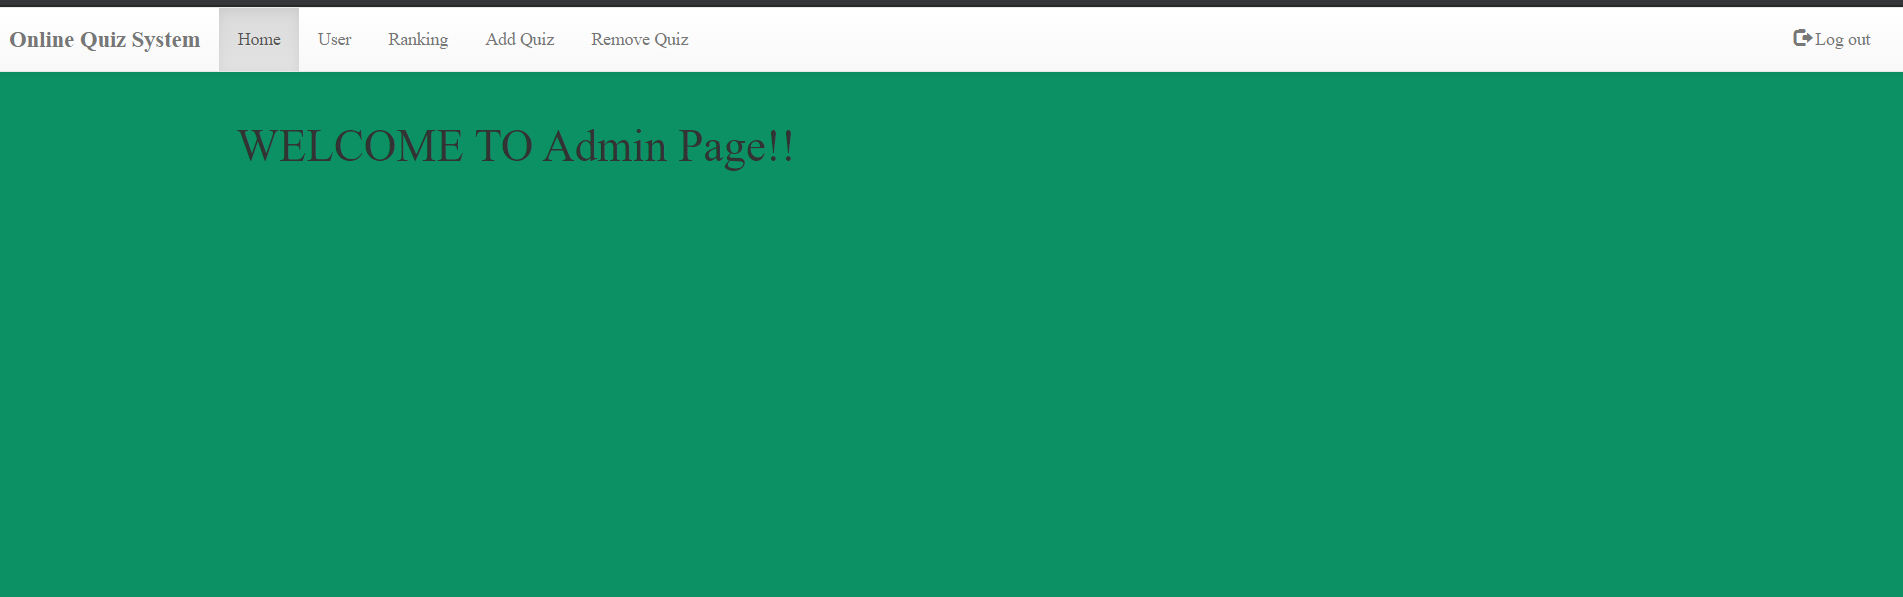 Online Quiz System Home User Ranking Add Quiz Remove Quiz Log out
WELCOME TO Admin Page!!